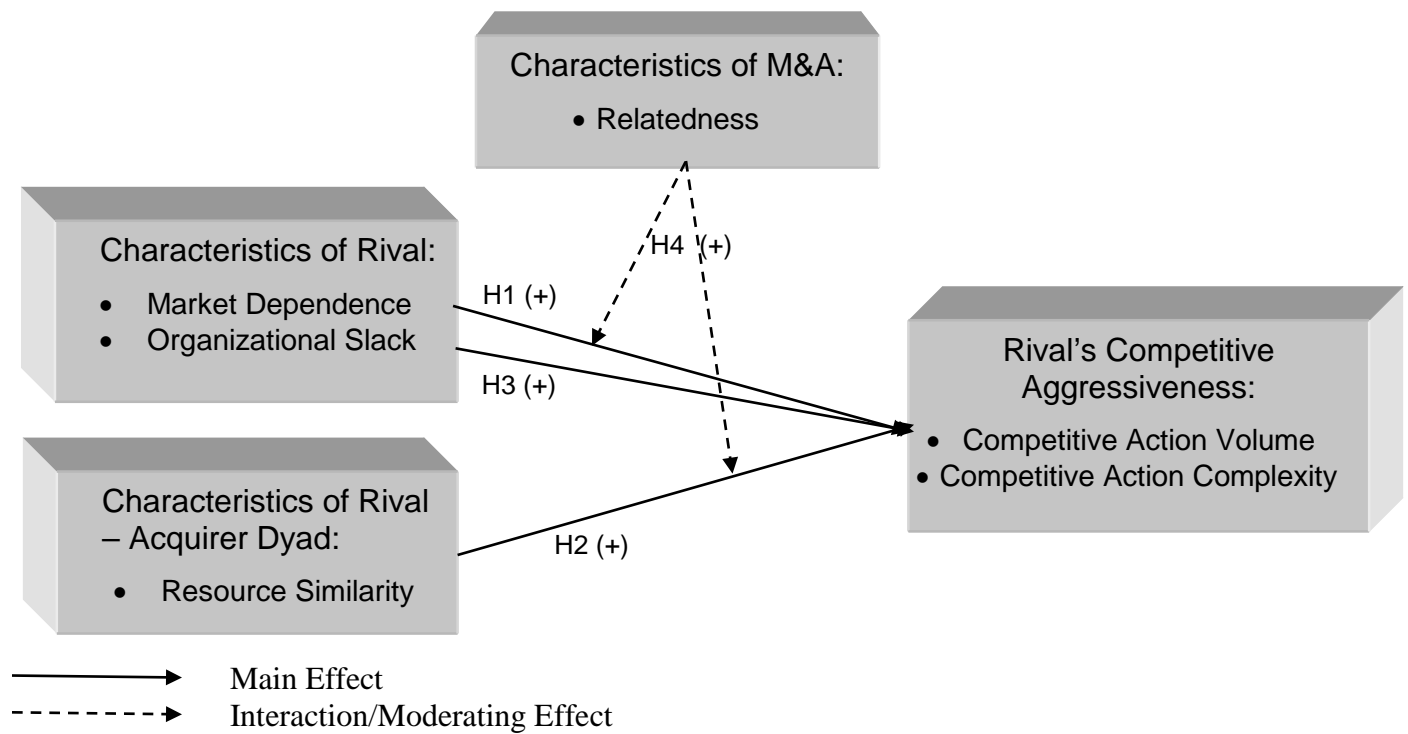 Characteristics of M&A:
• Relatedness
Characteristics of Rival:
• Market Dependence
• Organizational Slack
H4 (+)
H1 (+)
H3 (+)
Rival’s Competitive
Aggressiveness:
• Competitive Action Volume
• Competitive Action Complexity
Characteristics of Rival
– Acquirer Dyad:
• Resource Similarity
H2 (+)
Main Effect
Interaction/Moderating Effect